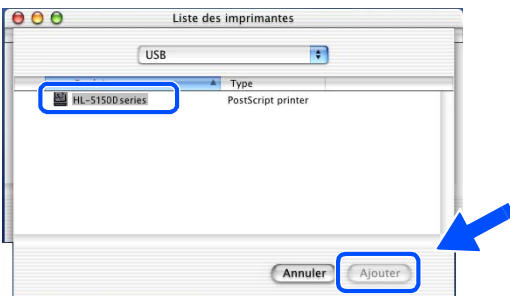 Liste des imprimantes
USB
Type
HL-5150D series PostScript printer
Annuler Ajouter